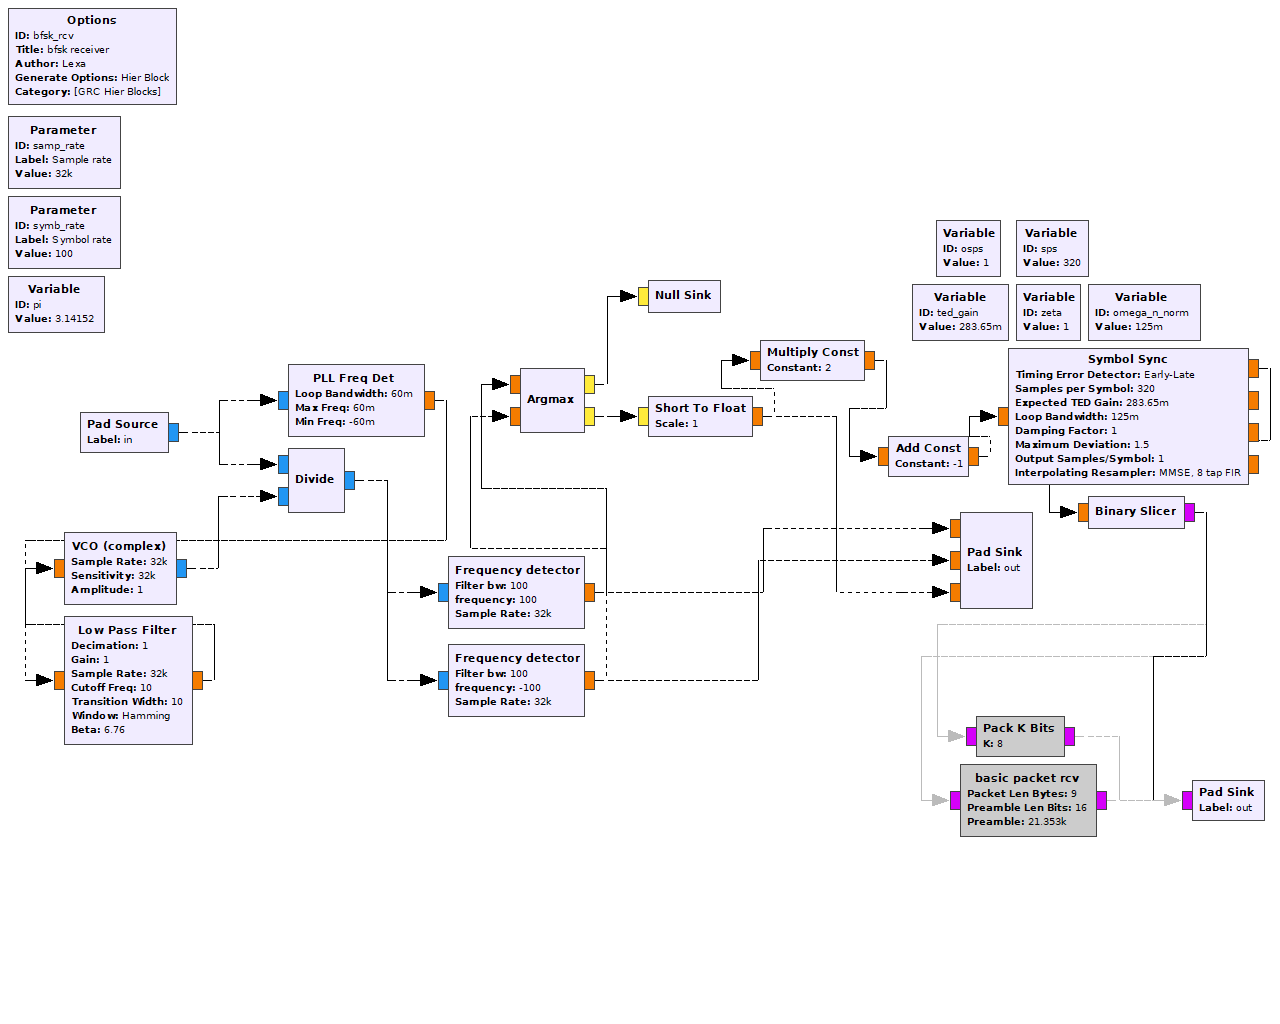 Options
ID: bfsk_rcv
Title: bfsk receiver
Author: Lexa
Generate Options: Hier Block
Category: [GRC Hier Blocks]
Parameter
ID: samp_rate
Label: Sample rate
Value: 32k
Parameter
ID: symb_rate
Label: Symbol rate
Value: 100
Variable
ID: pi
Value: 3.14152
Variable
ID: osps
Value: 1
Variable
ID: sps
Value: 320
Variable
ID: ted_gain
Value: 283.65m
Variable
ID: zeta
Value: 1
Variable
ID: omega_n_norm
Value: 125m
Null Sink
Multiply Const
Constant: 2
Symbol Sync
Timing Error Detector: Early-Late
Samples per Symbol: 320
Expected TED Gain: 283.65m
Loop Bandwidth: 125m
Damping Factor: 1
Maximum Deviation: 1.5
Output Samples/Symbol: 1
Interpolating Resampler: MMSE, 8 tap FIR
PLL Freq Det
Loop Bandwidth: 60m
Max Freq: 60m
Min Freq: -60m
Argmax
Short To Float
Scale: 1
Pad Source
Label: in
Add Const
Constant: -1
Divide
Binary Slicer
VCO (complex)
Sample Rate: 32k
Sensitivity: 32k
Amplitude: 1
Pad Sink
Label: out
Frequency detector
Filter bw: 100
frequency: 100
Sample Rate: 32k
Low Pass Filter
Decimation: 1
Gain: 1
Sample Rate: 32k
Cutoff Freq: 10
Transition Width: 10
Window: Hamming
Beta: 6.76
Frequency detector
Filter bw: 100
frequency: -100
Sample Rate: 32k
Pack K Bits
K: 8
basic packet rcv
Packet Len Bytes: 9
Preamble Len Bits: 16
Preamble: 21.353k
Pad Sink
Label: out